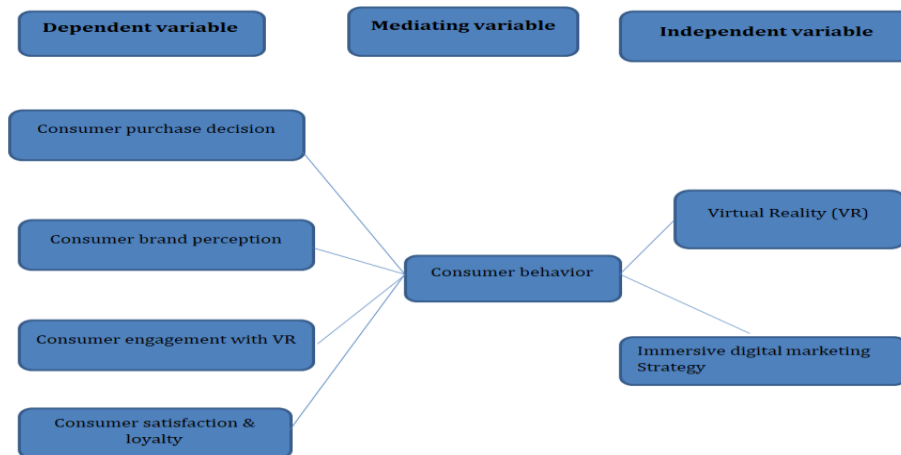 Dependent variable
Mediating variable
Independent variable
Consumer purchase decision
Consumer brand perception
Consumer engagement with VR
Consumer satisfaction &
loyalty
Consumer behavior
Virtual Reality (VR)
Immersive digital marketing
Strategy